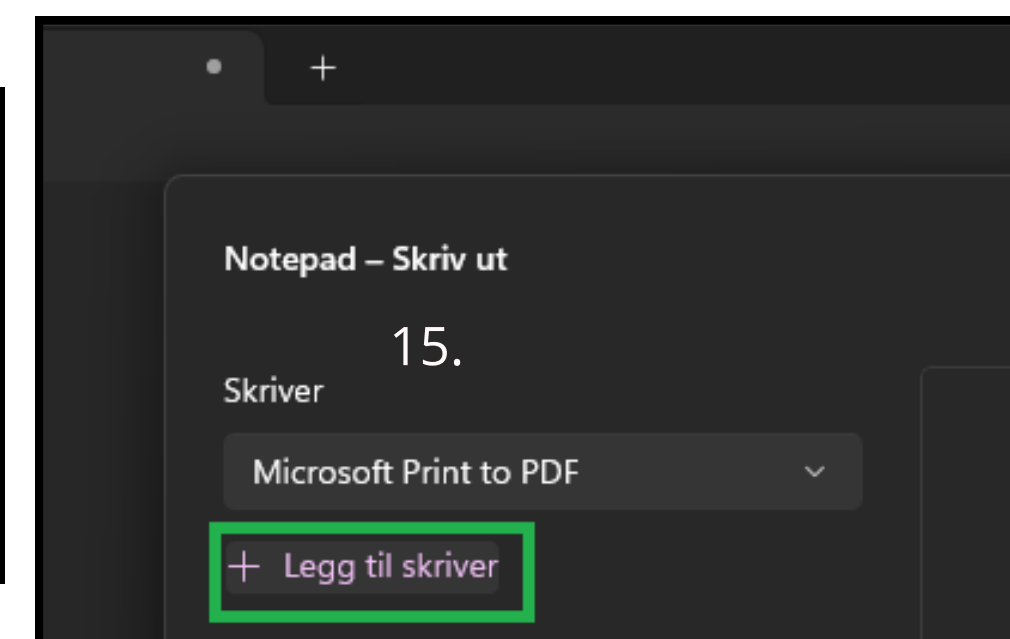 Notepad – Skriv ut
15.
Skriver
Microsoft Print to PDF
+ Legg til skriver